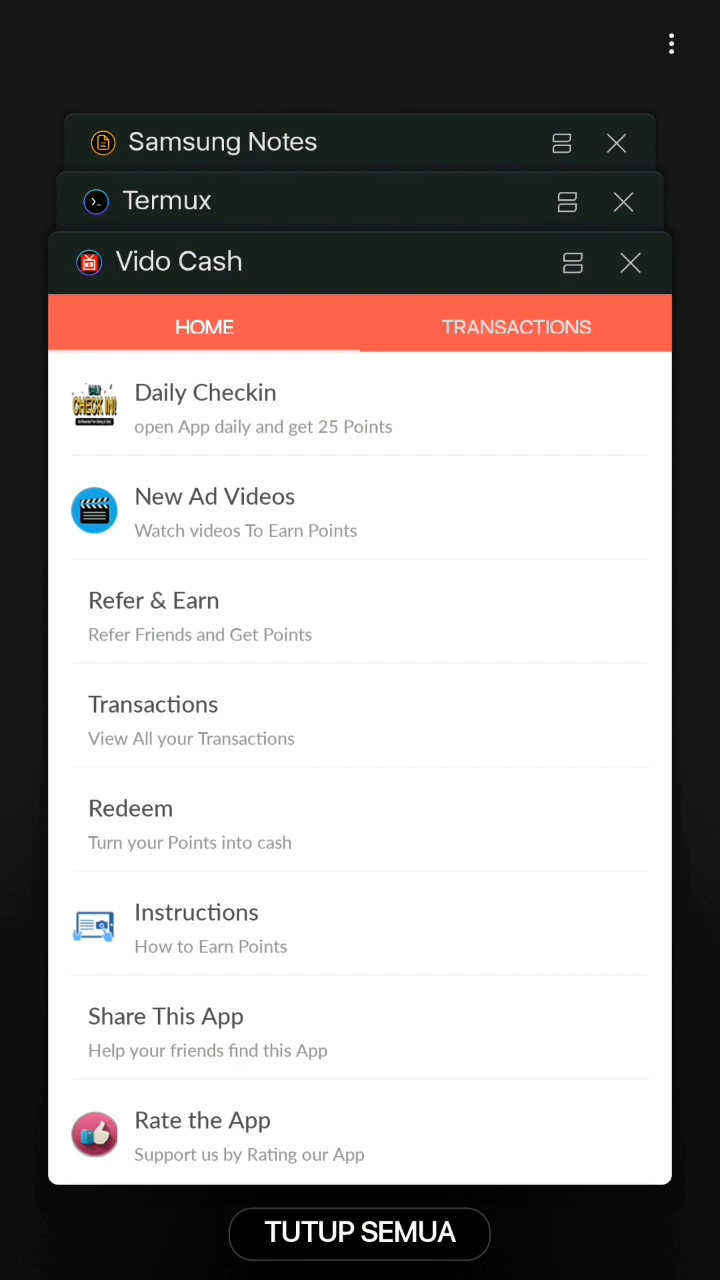 Samsung Notes
Termux
Vido Cash
HOME
TRANSACTIONS
DAILY
CHECK IN!
Daily Checkin
open App daily and get 25 Points
New Ad Videos
Watch videos To Earn Points
Refer & Earn
Refer Friends and Get Points
Transactions
View All your Transactions
Redeem
Turn your Points into cash
Instructions
How to Earn Points
Share This App
Help your friends find this App
Rate the App
Support us by Rating our App
TUTUP SEMUA